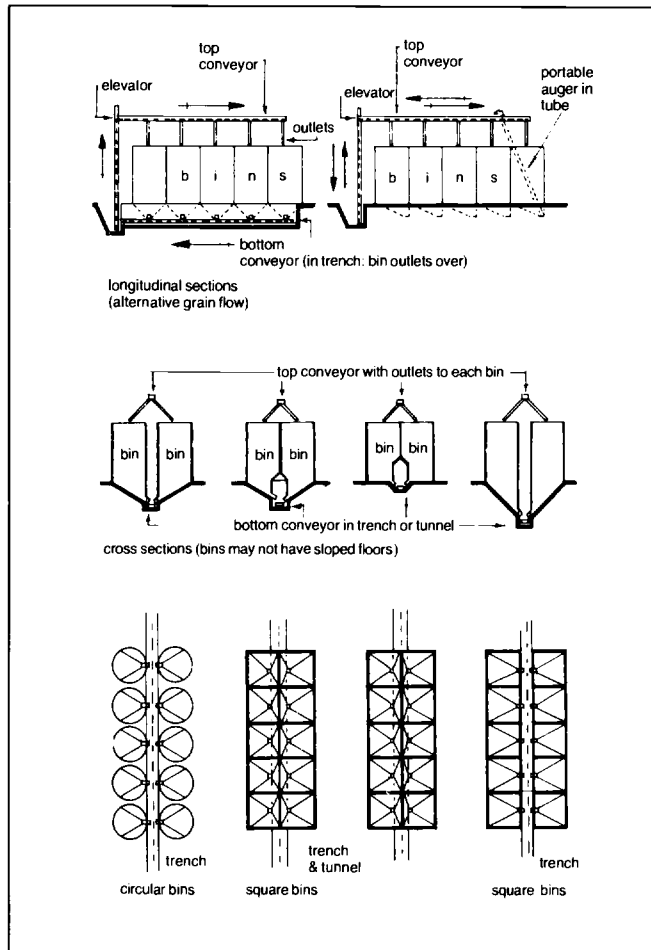 top
conveyor
elevator
outlets
b i n s
bottom
conveyor (in trench: bin outlets over)
longitudinal sections
(alternative grain flow)
top
conveyor
elevator
portable
auger in
tube
b i n s
top conveyor with outlets to each bin
bin bin
bin bin
bin bin
bin bin
bottom conveyor in trench or tunnel
cross sections (bins may not have sloped floors)
trench
circular bins
square bins
trench
& tunnel
trench
square bins